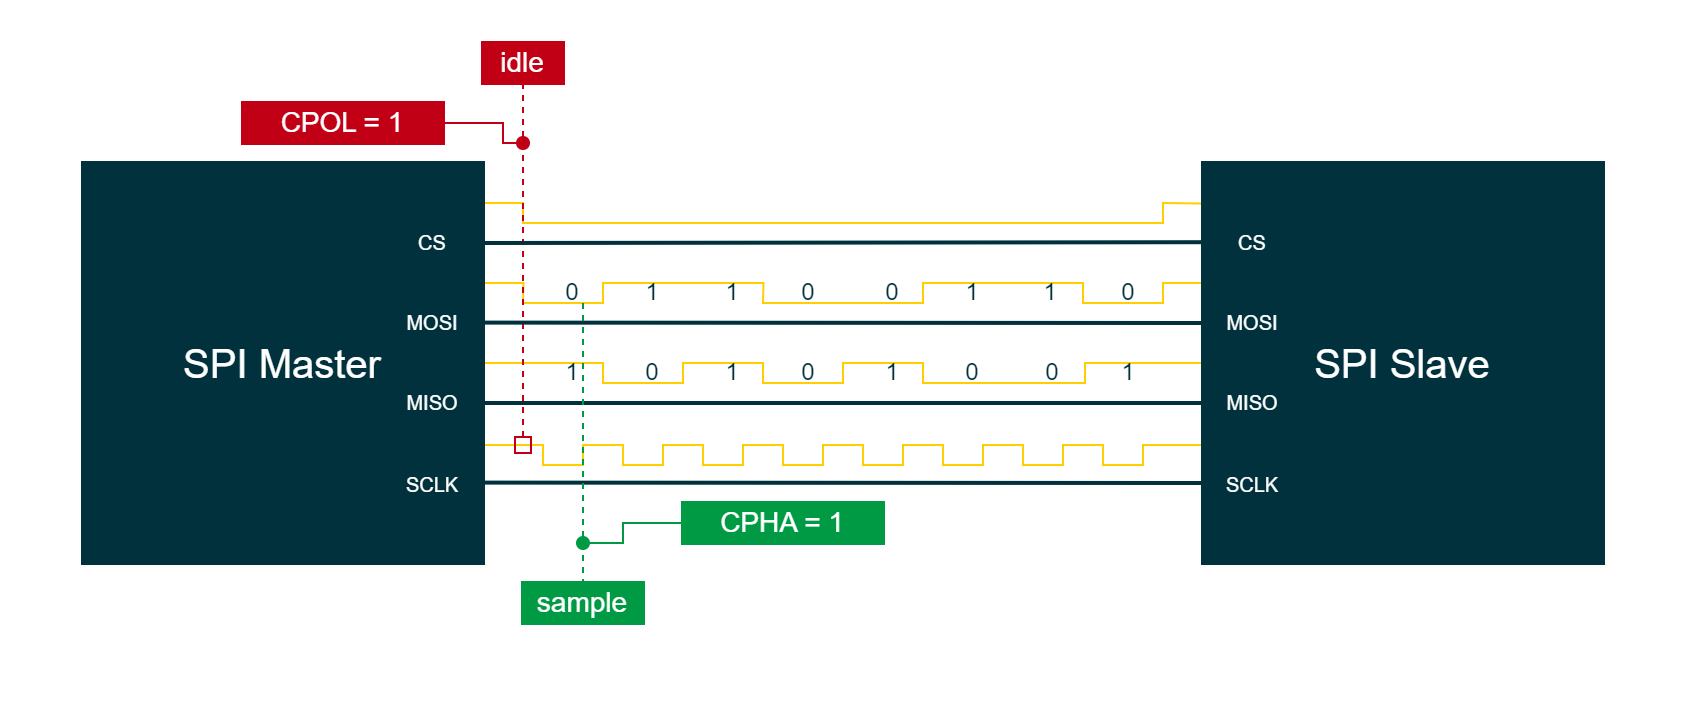 idle
CPOL = 1
CS
CS
0 1 1 0 0 1 1 0
MOSI
MOSI
SPI Master
SPI Slave
1 0 1 0 1 0 0 1
MISO
MISO
SCLK
SCLK
CPHA = 1
sample